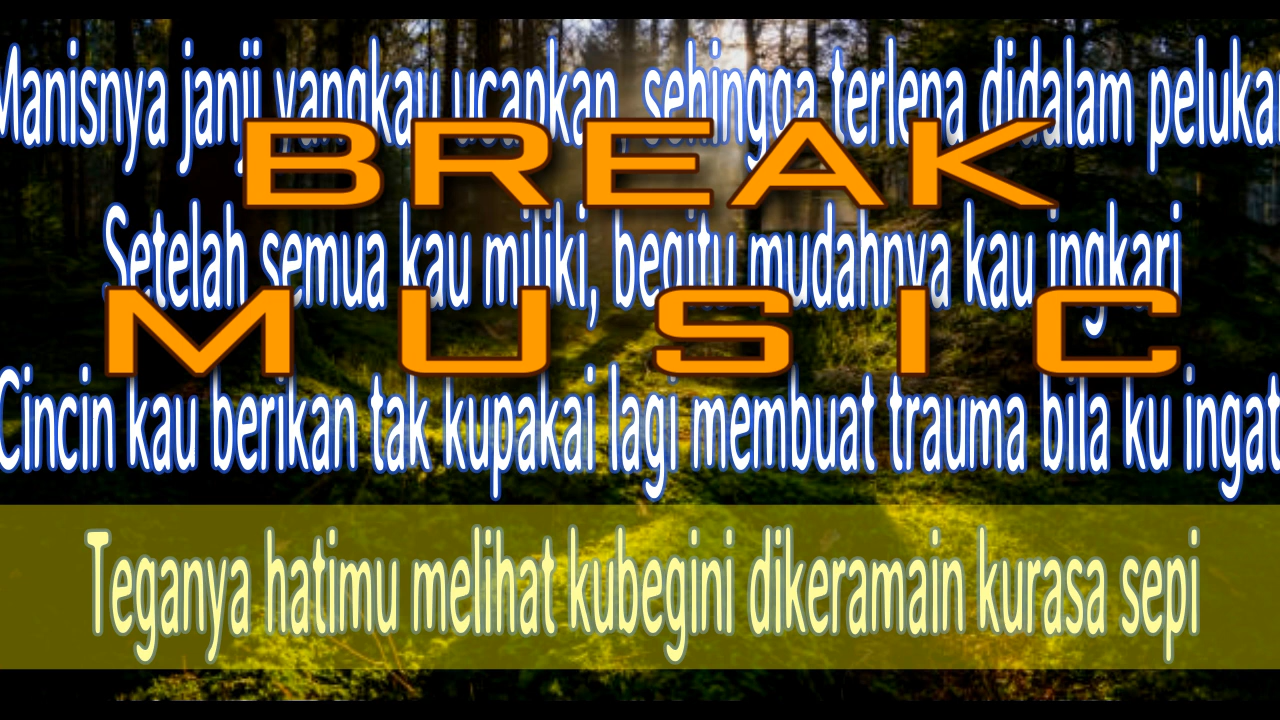 Manisnya janji yangkau ucapkan, sehingga terlena didalam peluka
BREAK
Setelah semua kau miliki, begitu mudahnya kau ingkari
MUSIC
Cincin kau berikan tak kupakai lagi membuat trauma bila ku ingat
Teganya hatimu melihat kubegini dikeramain kurasa sepi